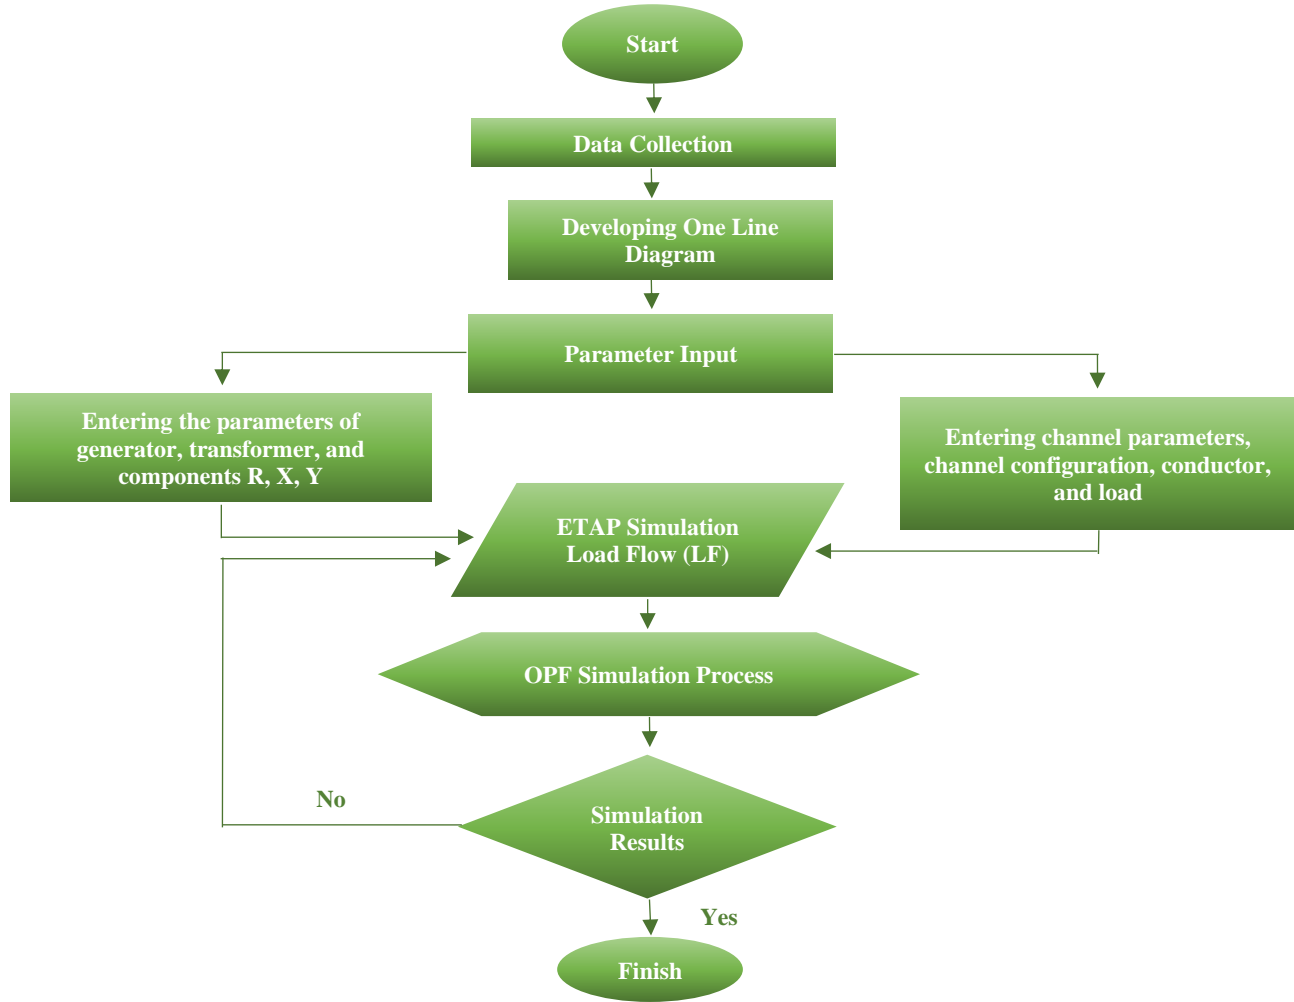 Start
Data Collection
Developing One Line
Diagram
Parameter Input
Entering the parameters of
generator, transformer, and
components R, X, Y
Entering channel parameters,
channel configuration, conductor,
and load
ETAP Simulation
Load Flow (LF)
OPF Simulation Process
Simulation
Results
No
Yes
Finish